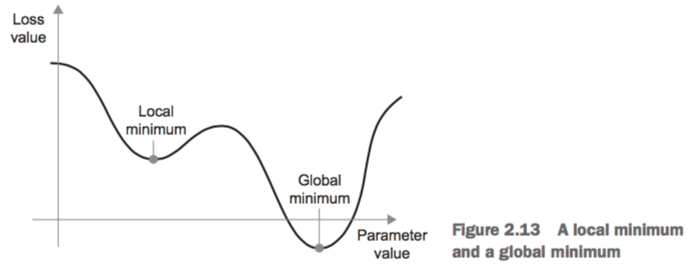 Loss
value
Local
minimum
Global
minimum
Parameter
value
Figure 2.13 A local minimum
and a global minimum